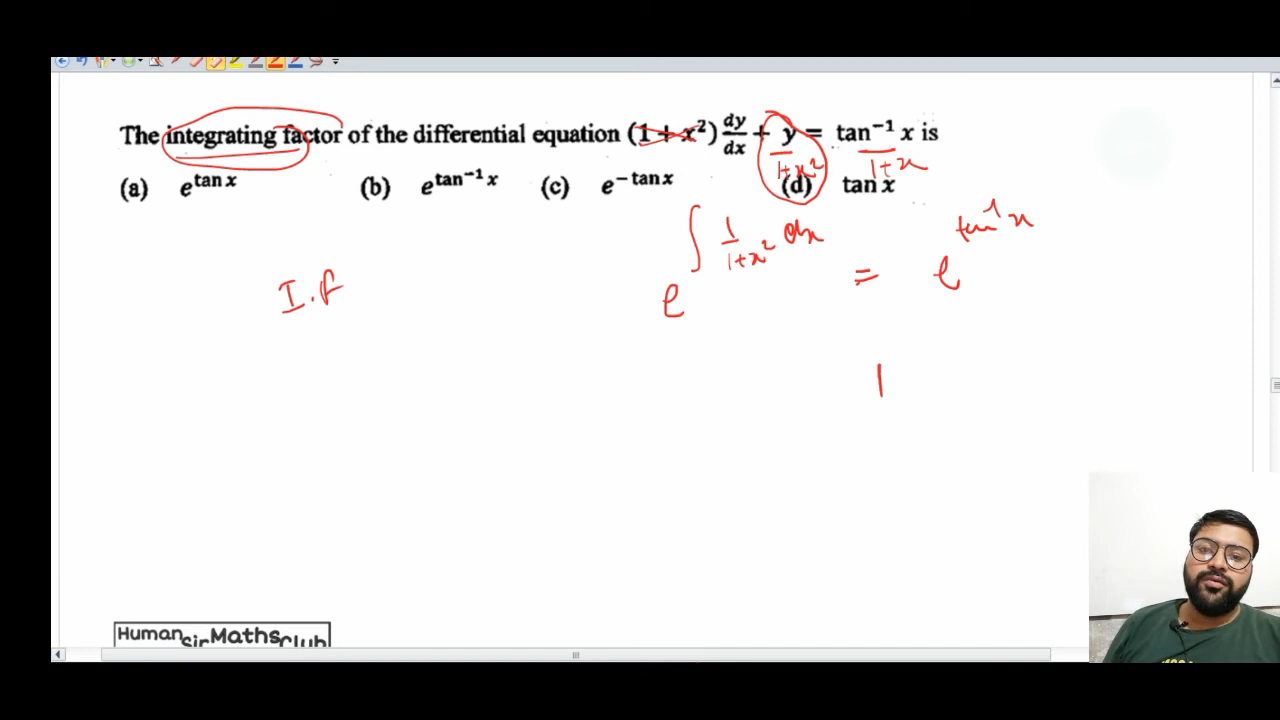 The integrating factor of the differential equation (1 + x²) dy/dx + y = tan⁻¹ x is
1+x² 1+x
(a) e^(tan x) (b) e^(tan⁻¹ x) (c) e^(−tan x) (d) tan x
I.f e^(∫ 1/(1+x²) dx) = e^(tan⁻¹ x)
1
Human Sir Maths Club